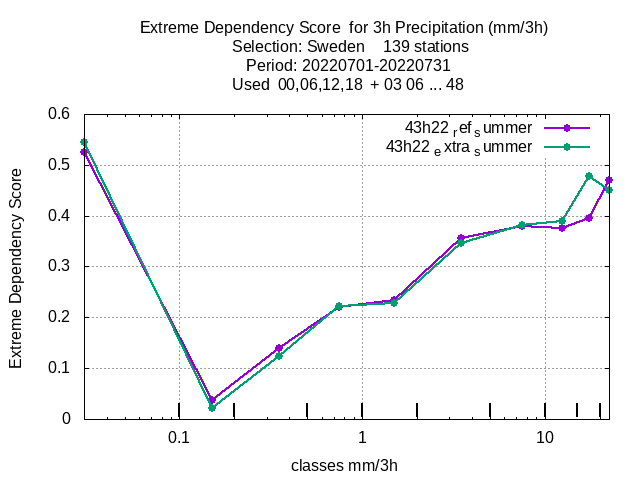 Extreme Dependency Score  for 3h Precipitation (mm/3h)
Selection: Sweden    139 stations
Period: 20220701-20220731
Used  00,06,12,18  + 03 06 ... 48
43h22 ref summer
43h22 extra summer
Extreme Dependency Score
0.6
0.5
0.4
0.3
0.2
0.1
0
0.1 1 10
classes mm/3h